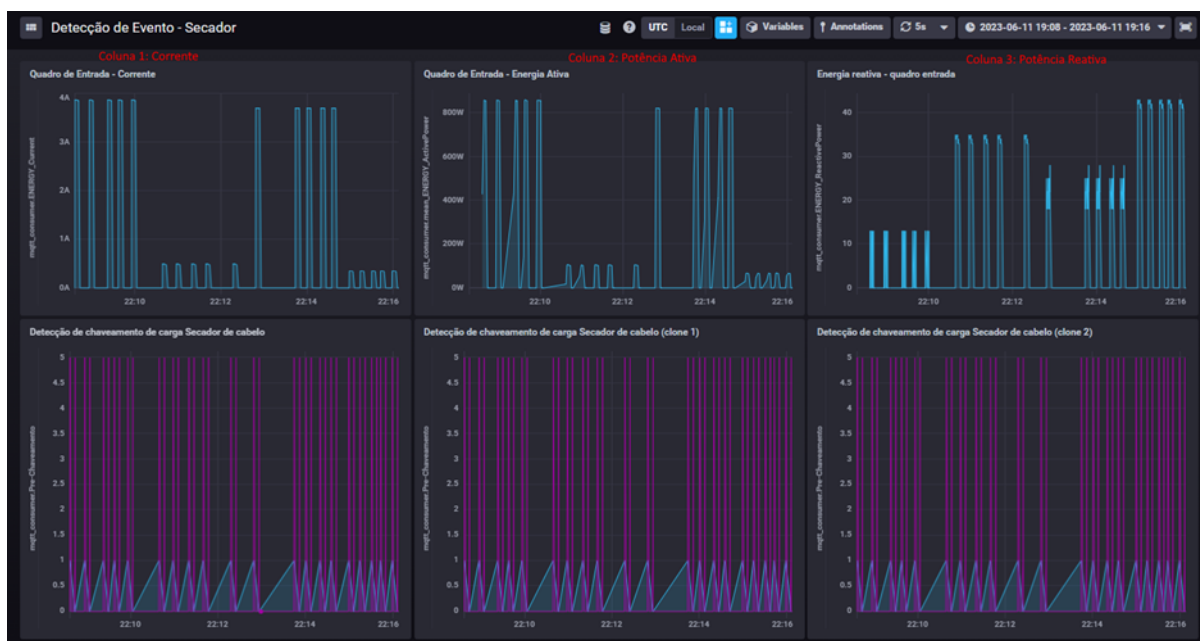 Detecção de Evento - Secador
UTC Local Variables Annotations 5s 2023-06-11 19:08 - 2023-06-11 19:16
Coluna 1: Corrente
Coluna 2: Potência Ativa
Coluna 3: Potência Reativa
Quadro de Entrada - Corrente
mqtt_consumer.ENERGY_Current
4A
3A
2A
1A
0A
22:10 22:12 22:14 22:16
Quadro de Entrada - Energia Ativa
mqtt_consumer.mean_ENERGY_ActivePower
800W
600W
400W
200W
0W
22:10 22:12 22:14 22:16
Energia reativa - quadro entrada
mqtt_consumer.ENERGY_ReactivePower
40
30
20
10
0
22:10 22:12 22:14 22:16
Detecção de chaveamento de carga Secador de cabelo
mqtt_consumer.Pre-Chaveamento
5
4.5
4
3.5
3
2.5
2
1.5
1
0.5
0
22:10 22:12 22:14 22:16
Detecção de chaveamento de carga Secador de cabelo (clone 1)
mqtt_consumer.Pre-Chaveamento
5
4.5
4
3.5
3
2.5
2
1.5
1
0.5
0
22:10 22:12 22:14 22:16
Detecção de chaveamento de carga Secador de cabelo (clone 2)
mqtt_consumer.Pre-Chaveamento
5
4.5
4
3.5
3
2.5
2
1.5
1
0.5
0
22:10 22:12 22:14 22:16